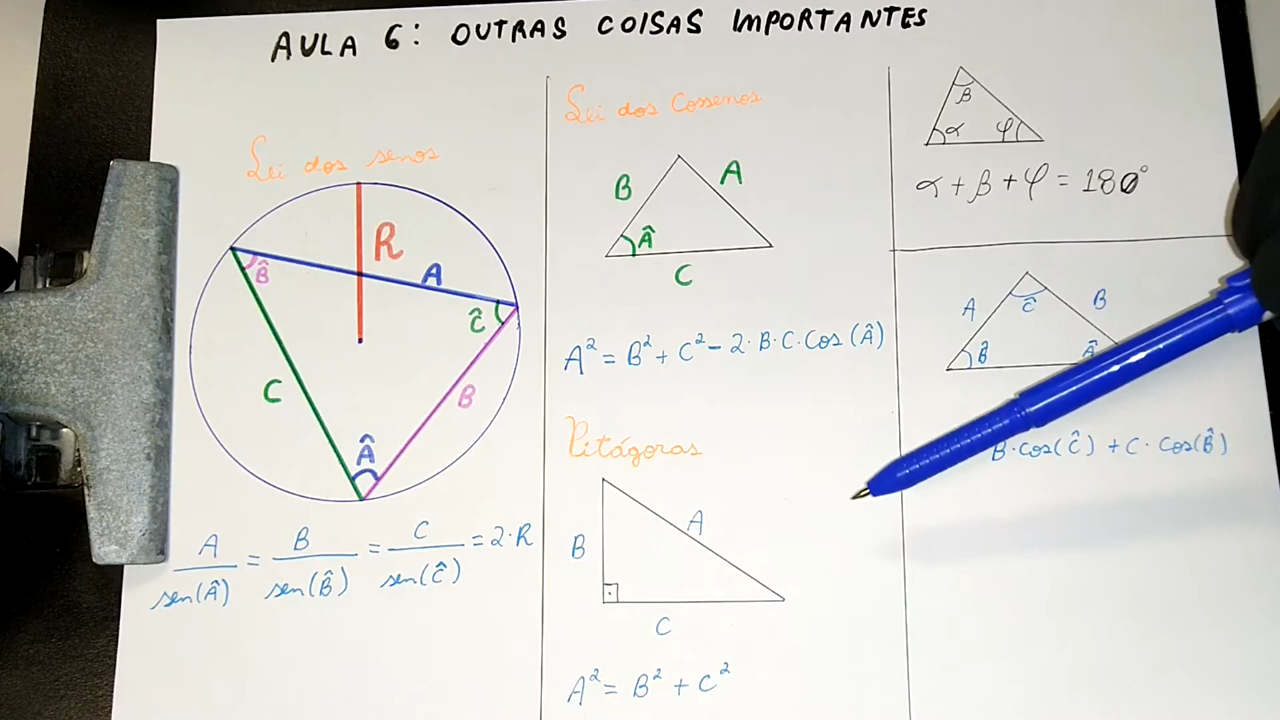 AULA 6: OUTRAS COISAS IMPORTANTES
Lei dos senos
R
A
B̂
Ĉ
C
B
Â
A/sen(Â) = B/sen(B̂) = C/sen(Ĉ) = 2·R
Lei dos Cossenos
B
A
Â
C
A² = B² + C² - 2·B·C·Cos(Â)
Pitágoras
A
B
C
A² = B² + C²
β
α
φ
α + β + φ = 180°
A
Ĉ
B
B̂
Â
B·Cos(Ĉ) + C·Cos(B̂)